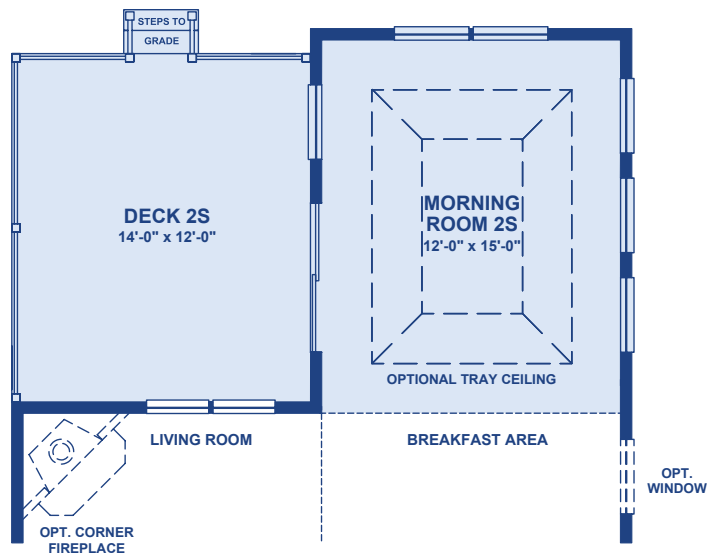 STEPS TO
GRADE
DECK 2S
14'-0" x 12'-0"
MORNING
ROOM 2S
12'-0" x 15'-0"
OPTIONAL TRAY CEILING
LIVING ROOM
BREAKFAST AREA
OPT.
WINDOW
OPT. CORNER
FIREPLACE